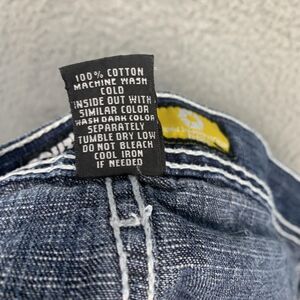 100% COTTON
MACHINE WASH
COLD
INSIDE OUT WITH
SIMILAR COLOR
WASH DARK COLOR
SEPARATELY
TUMBLE DRY LOW
DO NOT BLEACH
COOL IRON
IF NEEDED